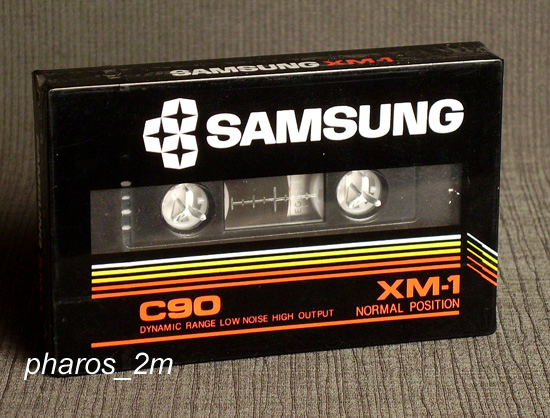 SAMSUNG XM-1
SAMSUNG
C90
XM-1
DYNAMIC RANGE LOW NOISE HIGH OUTPUT
NORMAL POSITION
pharos_2m